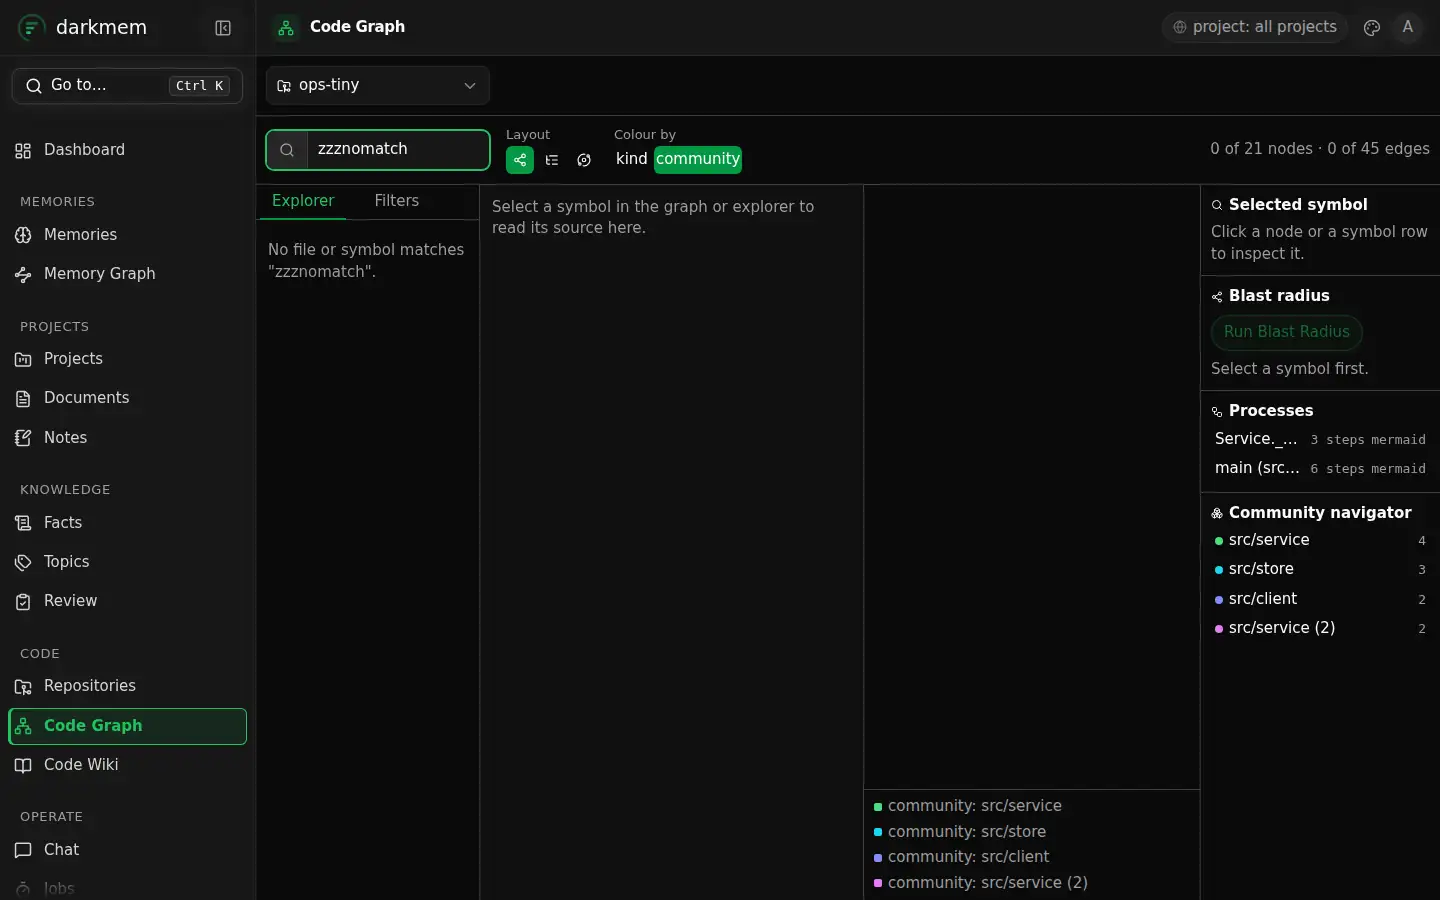 darkmem
Code Graph
project: all projects
A
Go to...
Ctrl K
ops-tiny
zzznomatch
Layout
Colour by
kind community
0 of 21 nodes · 0 of 45 edges
Dashboard
MEMORIES
Memories
Memory Graph
PROJECTS
Projects
Documents
Notes
KNOWLEDGE
Facts
Topics
Review
CODE
Repositories
Code Graph
Code Wiki
OPERATE
Chat
Jobs
Explorer
Filters
No file or symbol matches
"zzznomatch".
Select a symbol in the graph or explorer to
read its source here.
community: src/service
community: src/store
community: src/client
community: src/service (2)
Selected symbol
Click a node or a symbol row
to inspect it.
Blast radius
Run Blast Radius
Select a symbol first.
Processes
Service._... 3 steps mermaid
main (src... 6 steps mermaid
Community navigator
src/service 4
src/store 3
src/client 2
src/service (2) 2